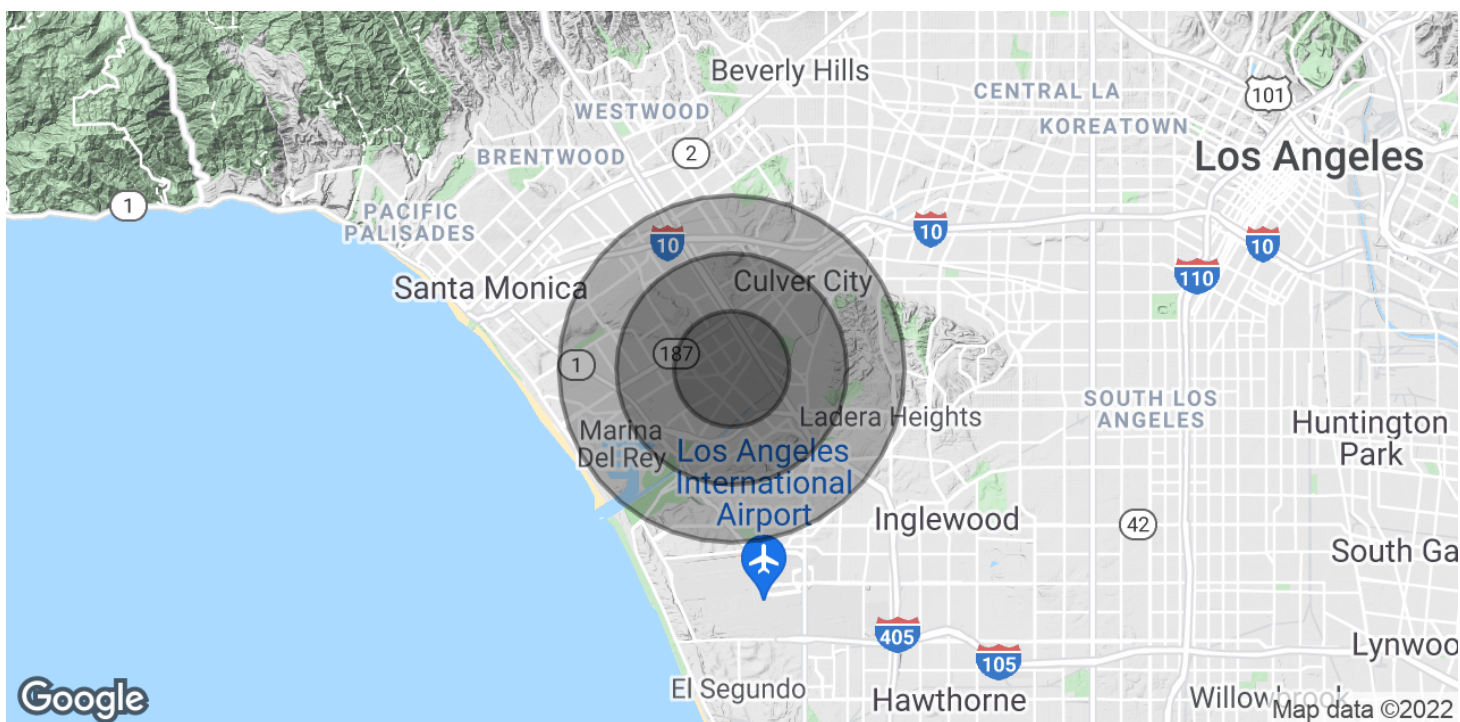 Beverly Hills
CENTRAL LA
101
WESTWOOD
KOREATOWN
2
BRENTWOOD
Los Angeles
1
PACIFIC
PALISADES
10
10
10
110
Santa Monica
Culver City
187
1
Ladera Heights
SOUTH LOS
ANGELES
Marina
Del Rey
Huntington
Park
Los Angeles
International
Airport
Inglewood
42
South Ga
405
105
Lynwoo
El Segundo
Hawthorne
Willowbrook
Google
Map data ©2022